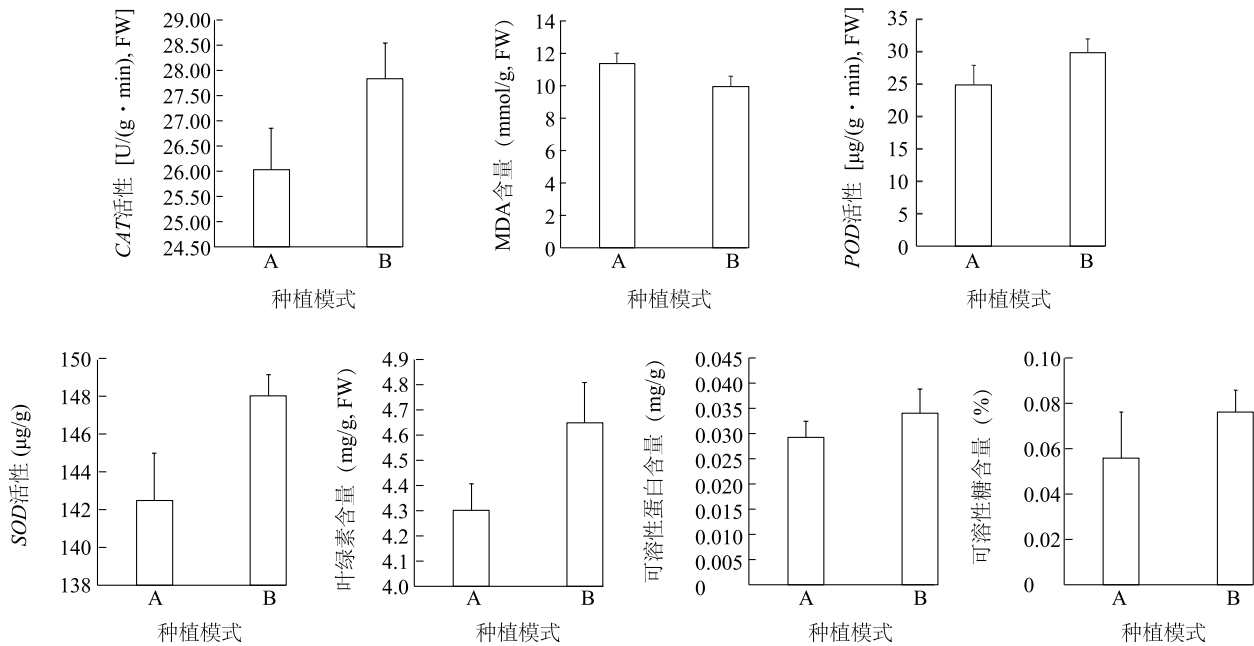 CAT活性 [U/(g·min), FW]
29.00
28.50
28.00
27.50
27.00
26.50
26.00
25.50
25.00
24.50
A B
种植模式
MDA含量 (mmol/g, FW)
14
12
10
8
6
4
2
0
A B
种植模式
POD活性 [μg/(g·min), FW]
35
30
25
20
15
10
5
0
A B
种植模式
SOD活性 (μg/g)
150
148
146
144
142
140
138
A B
种植模式
叶绿素含量 (mg/g, FW)
4.9
4.8
4.7
4.6
4.5
4.4
4.3
4.2
4.1
4.0
A B
种植模式
可溶性蛋白含量 (mg/g)
0.045
0.040
0.035
0.030
0.025
0.020
0.015
0.010
0.005
0
A B
种植模式
可溶性糖含量 (%)
0.10
0.08
0.06
0.04
0.02
0
A B
种植模式